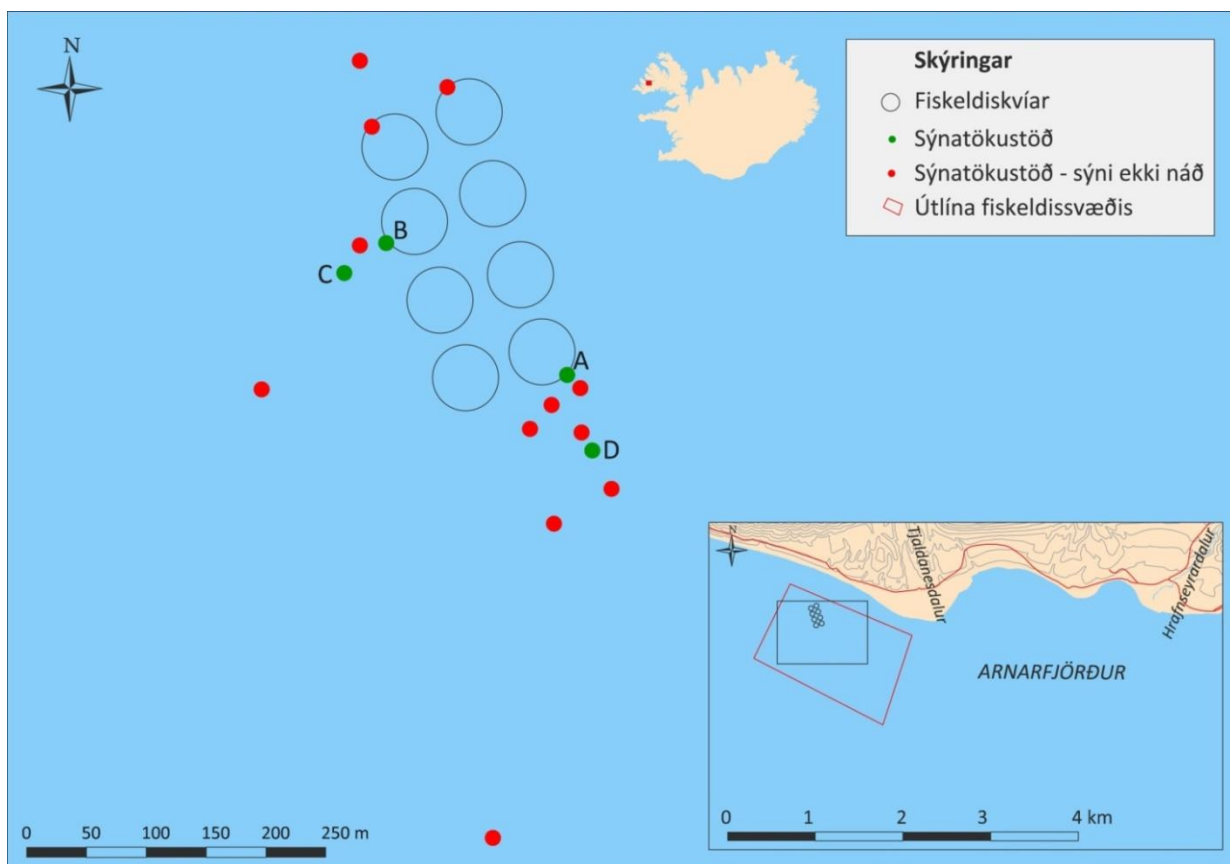 N
Skýringar
Fiskeldiskvíar
Sýnatökustöð
Sýnatökustöð - sýni ekki náð
Útlína fiskeldissvæðis
B
C
A
D
N
Tjaldanesdalur
Hrafnseyrardalur
ARNARFJÖRÐUR
0 50 100 150 200 250 m
0 1 2 3 4 km